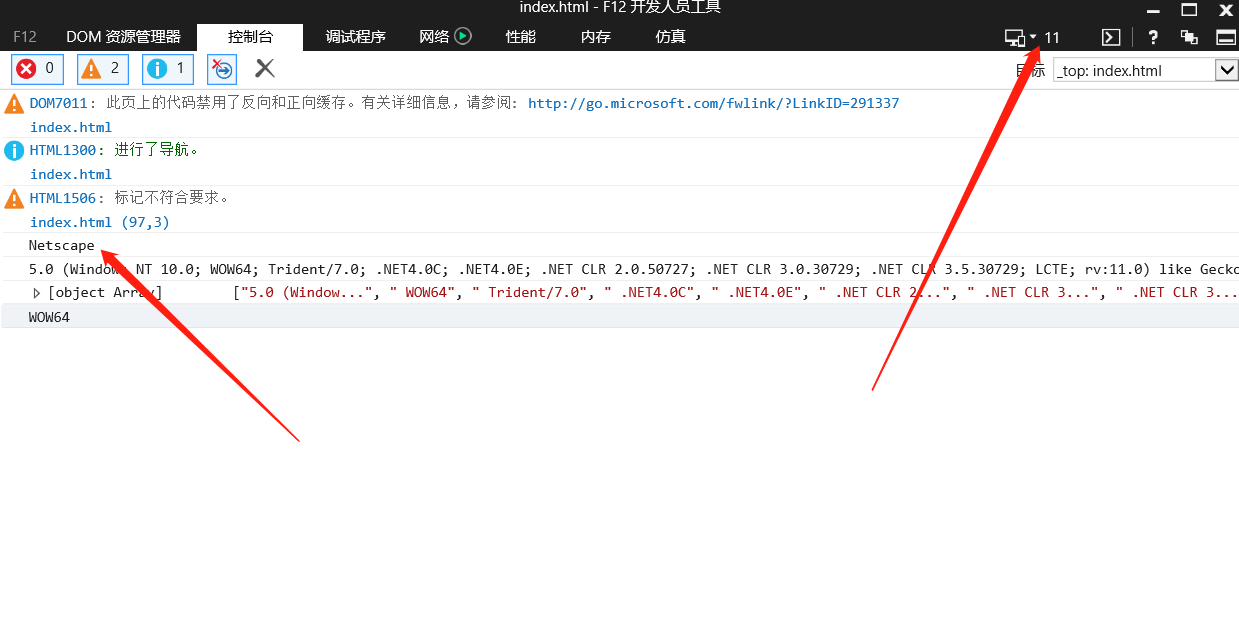 index.html - F12 开发人员工具
F12 DOM 资源管理器 控制台 调试程序 网络 性能 内存 仿真 11 ?
0 2 1 目标 _top: index.html
DOM7011: 此页上的代码禁用了反向和正向缓存。有关详细信息，请参阅: http://go.microsoft.com/fwlink/?LinkID=291337
index.html
HTML1300: 进行了导航。
index.html
HTML1506: 标记不符合要求。
index.html (97,3)
Netscape
5.0 (Windows NT 10.0; WOW64; Trident/7.0; .NET4.0C; .NET4.0E; .NET CLR 2.0.50727; .NET CLR 3.0.30729; .NET CLR 3.5.30729; LCTE; rv:11.0) like Gecko
[object Array] ["5.0 (Window...", " WOW64", " Trident/7.0", " .NET4.0C", " .NET4.0E", " .NET CLR 2...", " .NET CLR 3...", " .NET CLR 3...
WOW64